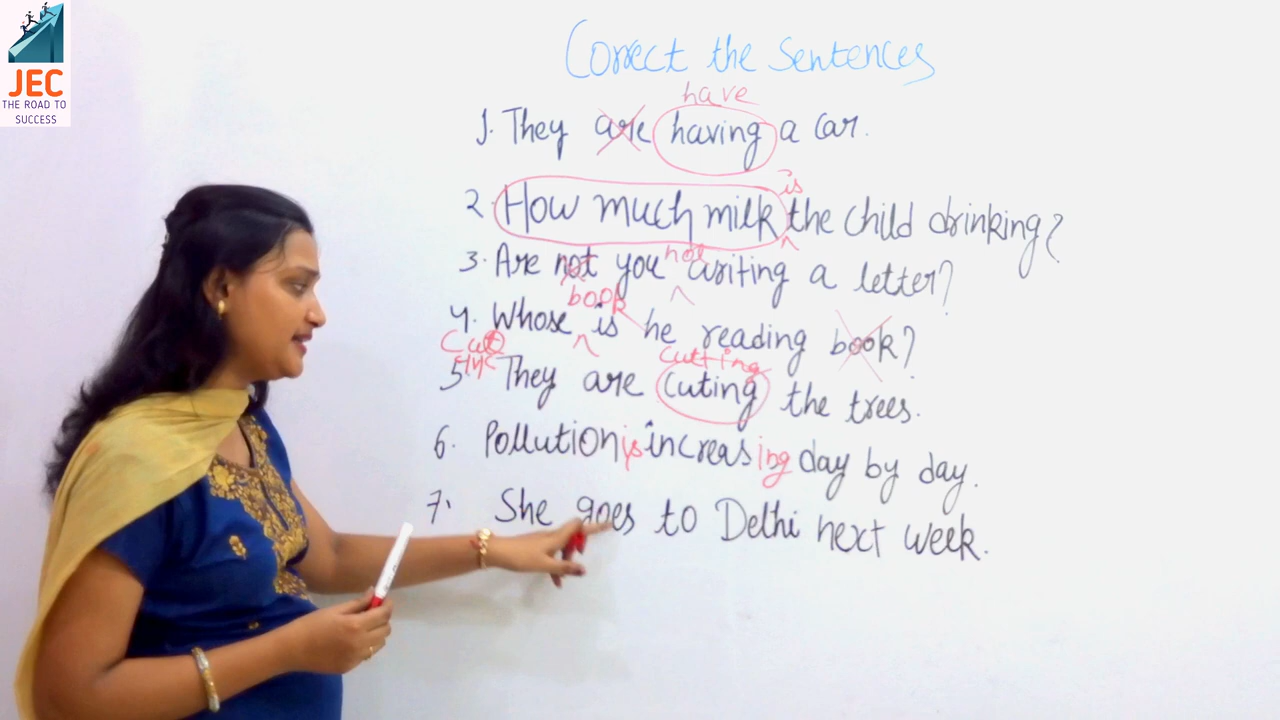 JEC
THE ROAD TO
SUCCESS
Correct the Sentences
have
1. They are having a car.
is
2. How much milk the child drinking?
not
3. Are not you writing a letter?
book
4. Whose is he reading book?
Cut
cutting
5. They are cuting the trees.
6. Pollution is increasing day by day.
7. She goes to Delhi next week.